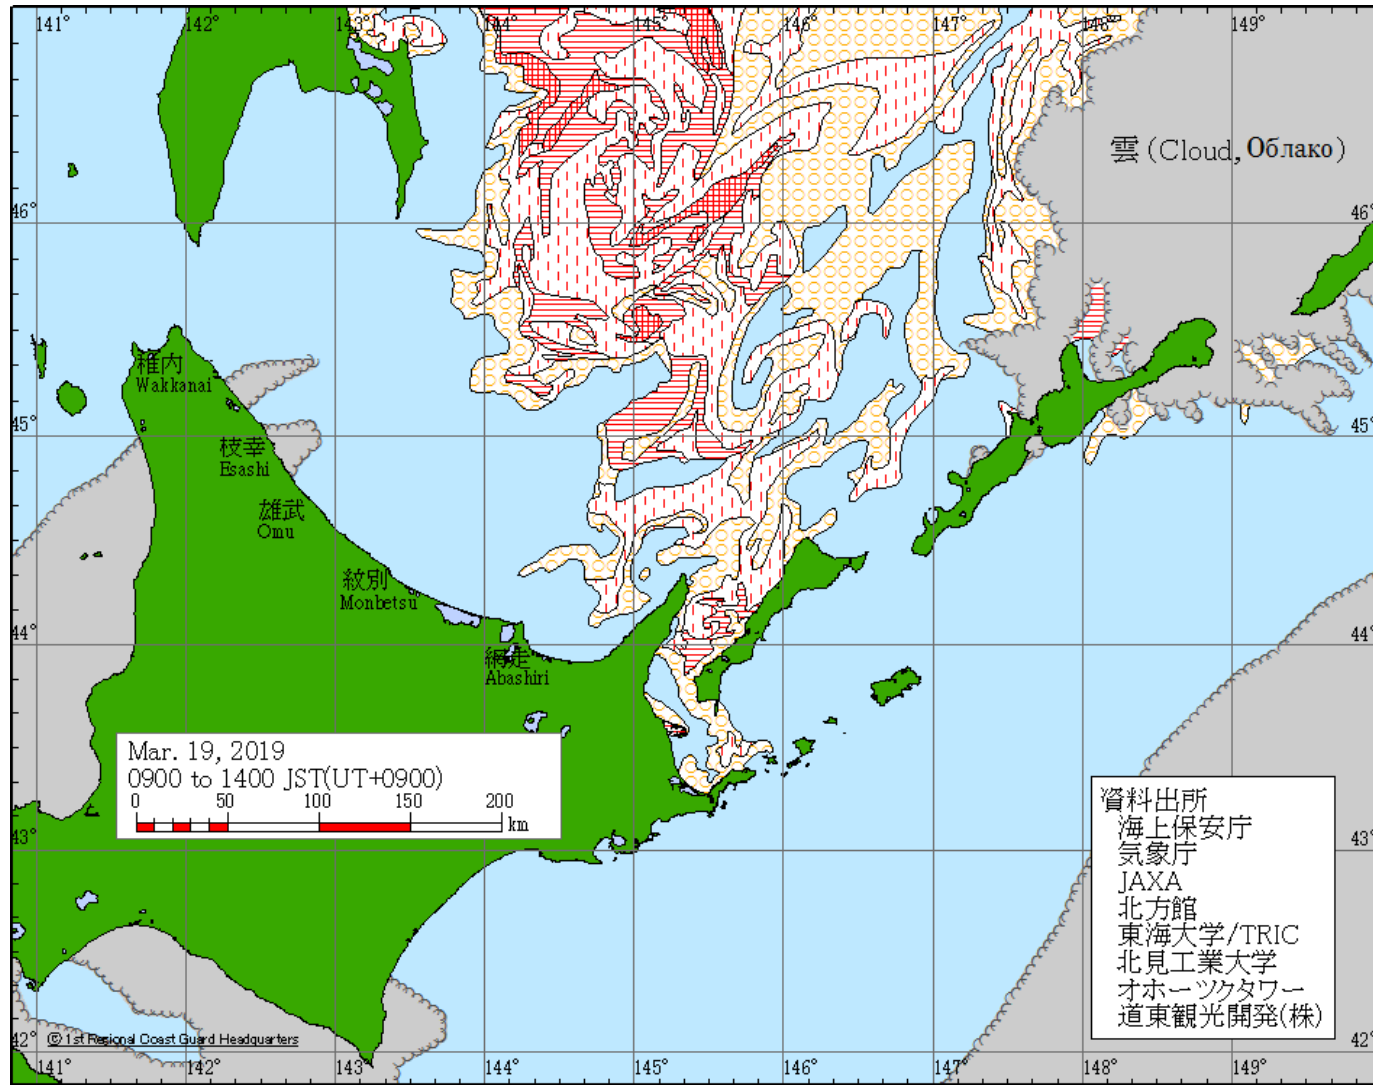 141° 142° 143° 144° 145° 146° 147° 148° 149°
雲 (Cloud, Облако)
46° 46°
稚内
Wakkanai
45° 45°
枝幸
Esashi
雄武
Omu
紋別
Monbetsu
44° 44°
網走
Abashiri
Mar. 19, 2019
0900 to 1400 JST(UT+0900)
0 50 100 150 200
km
43° 43°
資料出所
海上保安庁
気象庁
JAXA
北方館
東海大学/TRIC
北見工業大学
オホーツクタワー
道東観光開発(株)
42° 42°
© 1st Regional Coast Guard Headquarters
141° 142° 143° 144° 145° 146° 147° 148° 149°